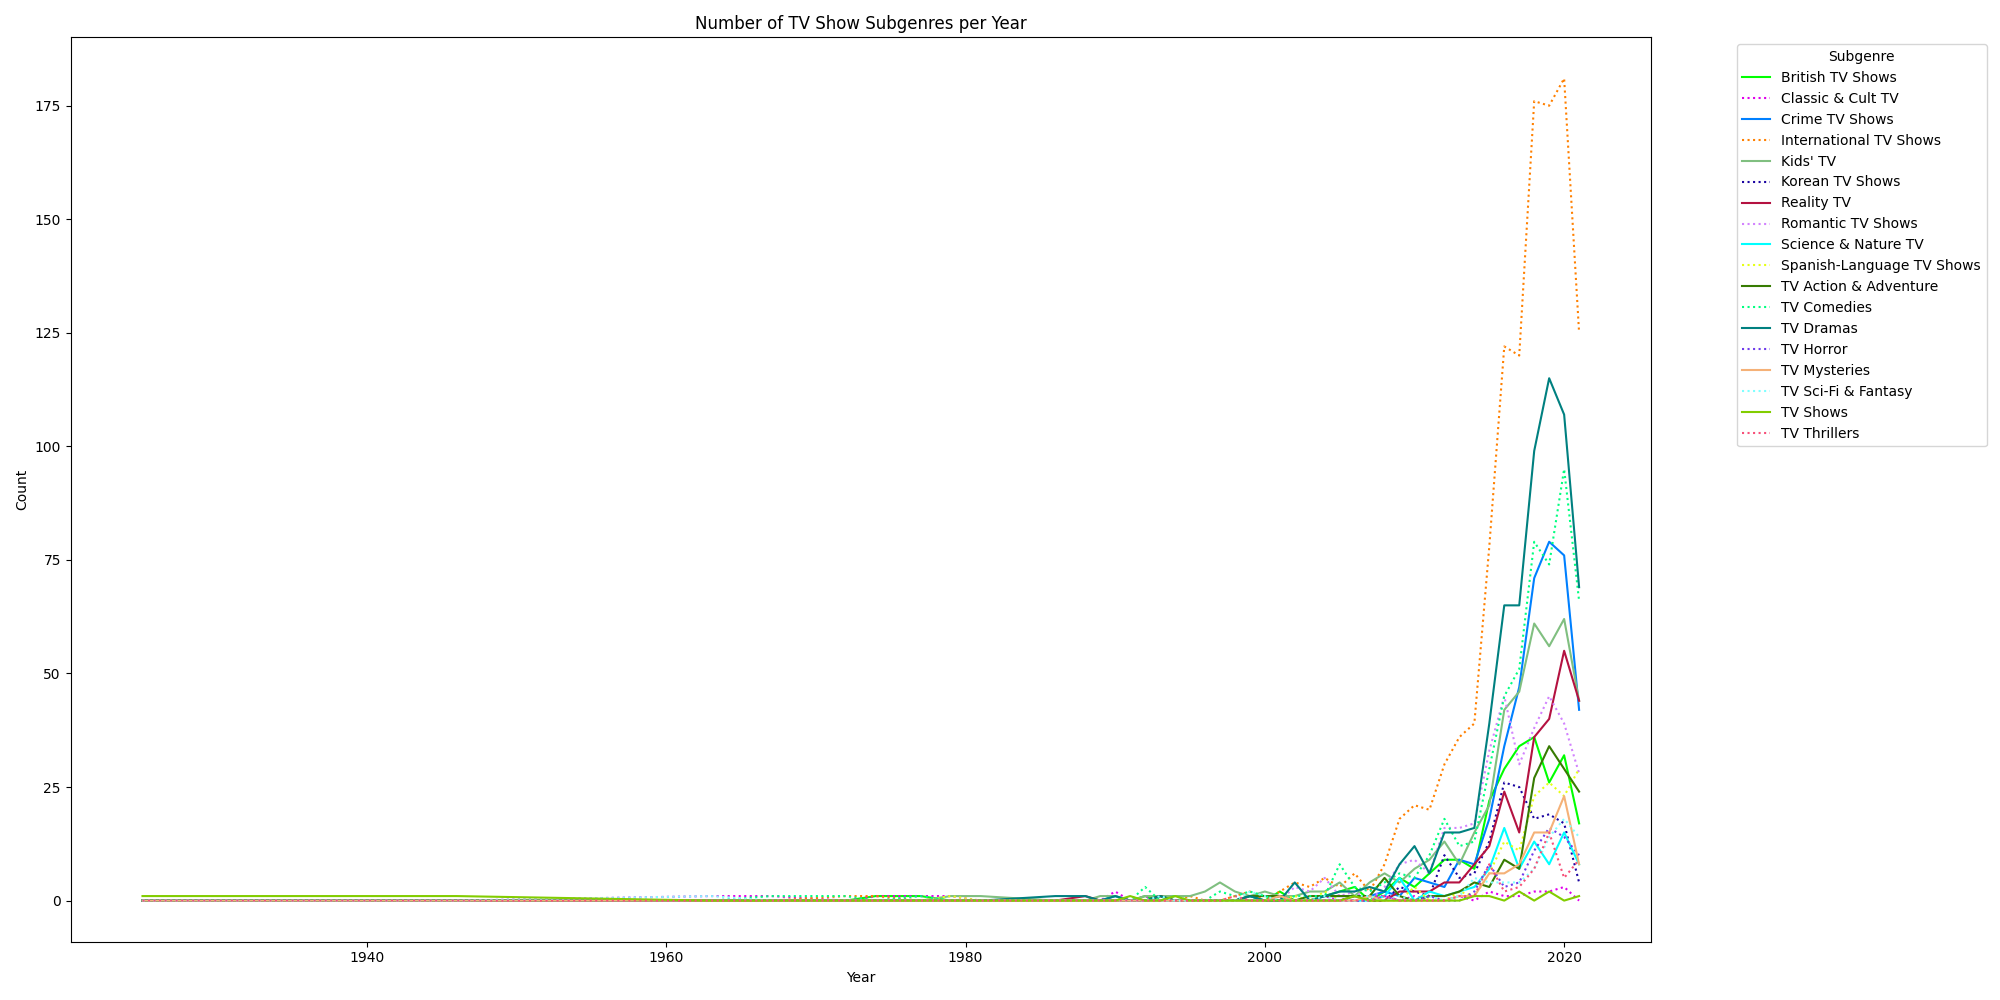 Number of TV Show Subgenres per Year
Count
175
150
125
100
75
50
25
0
1940
1960
1980
2000
2020
Year
Subgenre
British TV Shows
Classic & Cult TV
Crime TV Shows
International TV Shows
Kids' TV
Korean TV Shows
Reality TV
Romantic TV Shows
Science & Nature TV
Spanish-Language TV Shows
TV Action & Adventure
TV Comedies
TV Dramas
TV Horror
TV Mysteries
TV Sci-Fi & Fantasy
TV Shows
TV Thrillers